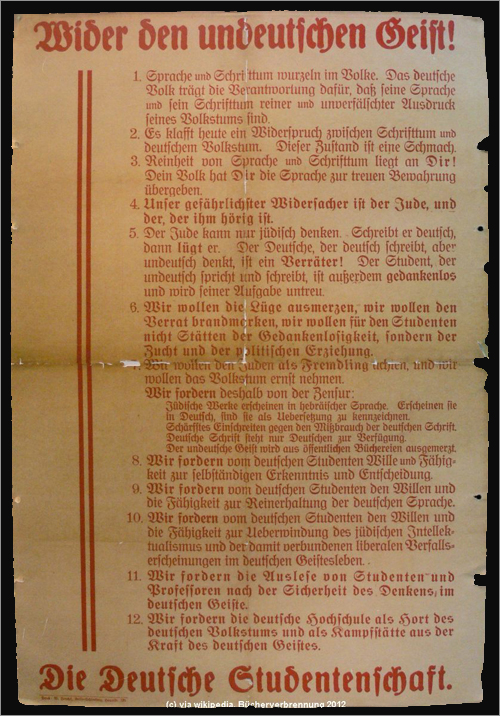 Wider den undeutschen Geist!
1. Sprache und Schrifttum wurzeln im Volke. Das deutsche
Volk trägt die Verantwortung dafür, daß seine Sprache
und sein Schrifttum reiner und unverfälschter Ausdruck
seines Volkstums sind.
2. Es klafft heute ein Widerspruch zwischen Schrifttum und
deutschem Volkstum. Dieser Zustand ist eine Schmach.
3. Reinheit von Sprache und Schrifttum liegt an Dir!
Dein Volk hat Dir die Sprache zur treuen Bewahrung
übergeben.
4. Unser gefährlichster Widersacher ist der Jude, und
der, der ihm hörig ist.
5. Der Jude kann nur jüdisch denken. Schreibt er deutsch,
dann lügt er. Der Deutsche, der deutsch schreibt, aber
undeutsch denkt, ist ein Verräter! Der Student, der
undeutsch spricht und schreibt, ist außerdem gedankenlos
und wird seiner Aufgabe untreu.
6. Wir wollen die Lüge ausmerzen, wir wollen den
Verrat brandmarken, wir wollen für den Studenten
nicht Stätten der Gedankenlosigkeit, sondern der
Zucht und der politischen Erziehung.
Wir wollen den Juden als Fremdling achten, und wir
wollen das Volkstum ernst nehmen.
Wir fordern deshalb von der Zensur:
Jüdische Werke erscheinen in hebräischer Sprache. Erscheinen sie
in Deutsch, sind sie als Uebersetzung zu kennzeichnen.
Schärfstes Einschreiten gegen den Mißbrauch der deutschen Schrift.
Deutsche Schrift steht nur Deutschen zur Verfügung.
Der undeutsche Geist wird aus öffentlichen Büchereien ausgemerzt.
8. Wir fordern vom deutschen Studenten Wille und Fähig-
keit zur selbständigen Erkenntnis und Entscheidung.
9. Wir fordern vom deutschen Studenten den Willen und
die Fähigkeit zur Reinerhaltung der deutschen Sprache.
10. Wir fordern vom deutschen Studenten den Willen und
die Fähigkeit zur Ueberwindung des jüdischen Intellek-
tualismus und der damit verbundenen liberalen Verfalls-
erscheinungen im deutschen Geistesleben.
11. Wir fordern die Auslese von Studenten und
Professoren nach der Sicherheit des Denkens im
deutschen Geiste.
12. Wir fordern die deutsche Hochschule als Hort des
deutschen Volkstums und als Kampfstätte aus der
Kraft des deutschen Geistes.
Die Deutsche Studentenschaft.
(c) via wikipedia. Bücherverbrennung 2012